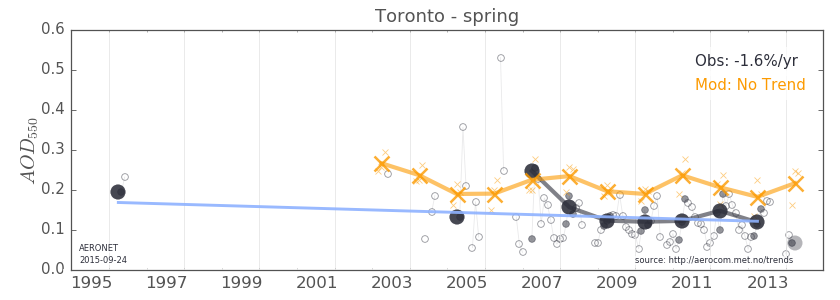 Toronto - spring
0.6
0.5
0.4
0.3
0.2
0.1
0.0
AOD550
Obs: -1.6%/yr
Mod: No Trend
AERONET
2015-09-24
source: http://aerocom.met.no/trends
1995 1997 1999 2001 2003 2005 2007 2009 2011 2013